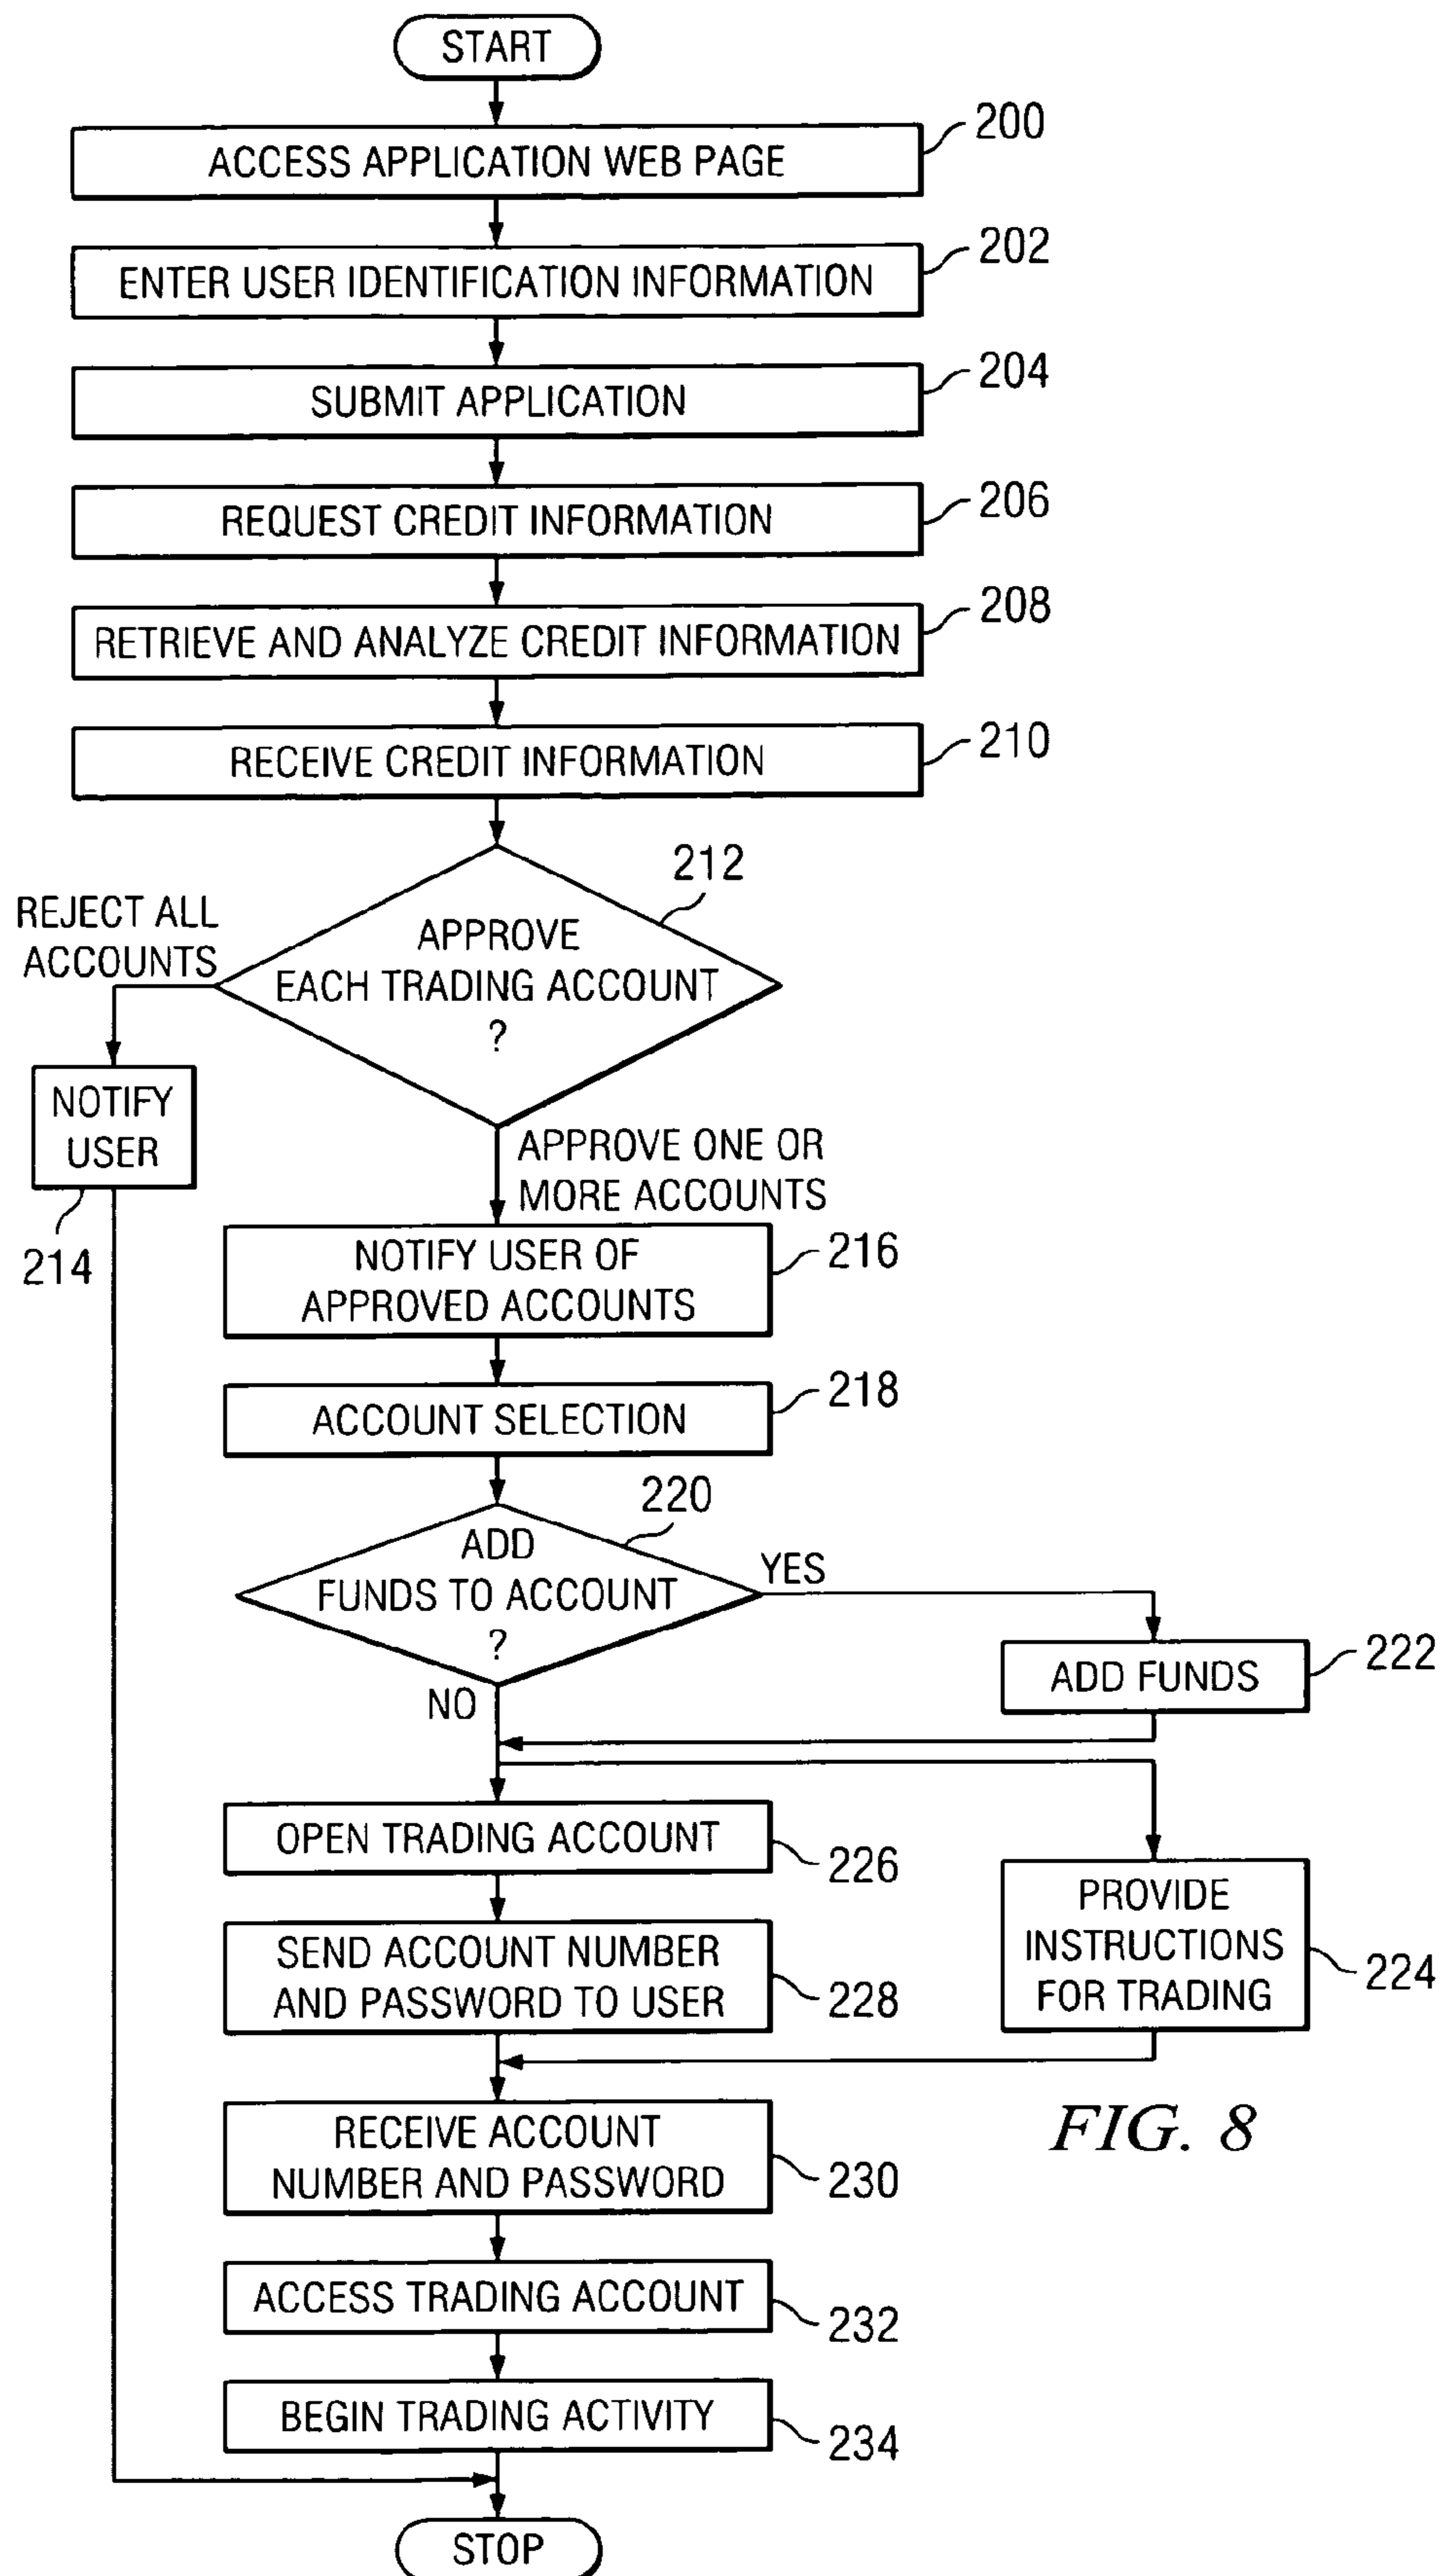 START
ACCESS APPLICATION WEB PAGE
200
ENTER USER IDENTIFICATION INFORMATION
202
SUBMIT APPLICATION
204
REQUEST CREDIT INFORMATION
206
RETRIEVE AND ANALYZE CREDIT INFORMATION
208
RECEIVE CREDIT INFORMATION
210
212
APPROVE
EACH TRADING ACCOUNT
?
REJECT ALL
ACCOUNTS
NOTIFY
USER
214
APPROVE ONE OR
MORE ACCOUNTS
NOTIFY USER OF
APPROVED ACCOUNTS
216
ACCOUNT SELECTION
218
220
ADD
FUNDS TO ACCOUNT
?
YES
NO
ADD FUNDS
222
OPEN TRADING ACCOUNT
226
PROVIDE
INSTRUCTIONS
FOR TRADING
224
SEND ACCOUNT NUMBER
AND PASSWORD TO USER
228
RECEIVE ACCOUNT
NUMBER AND PASSWORD
230
FIG. 8
ACCESS TRADING ACCOUNT
232
BEGIN TRADING ACTIVITY
234
STOP